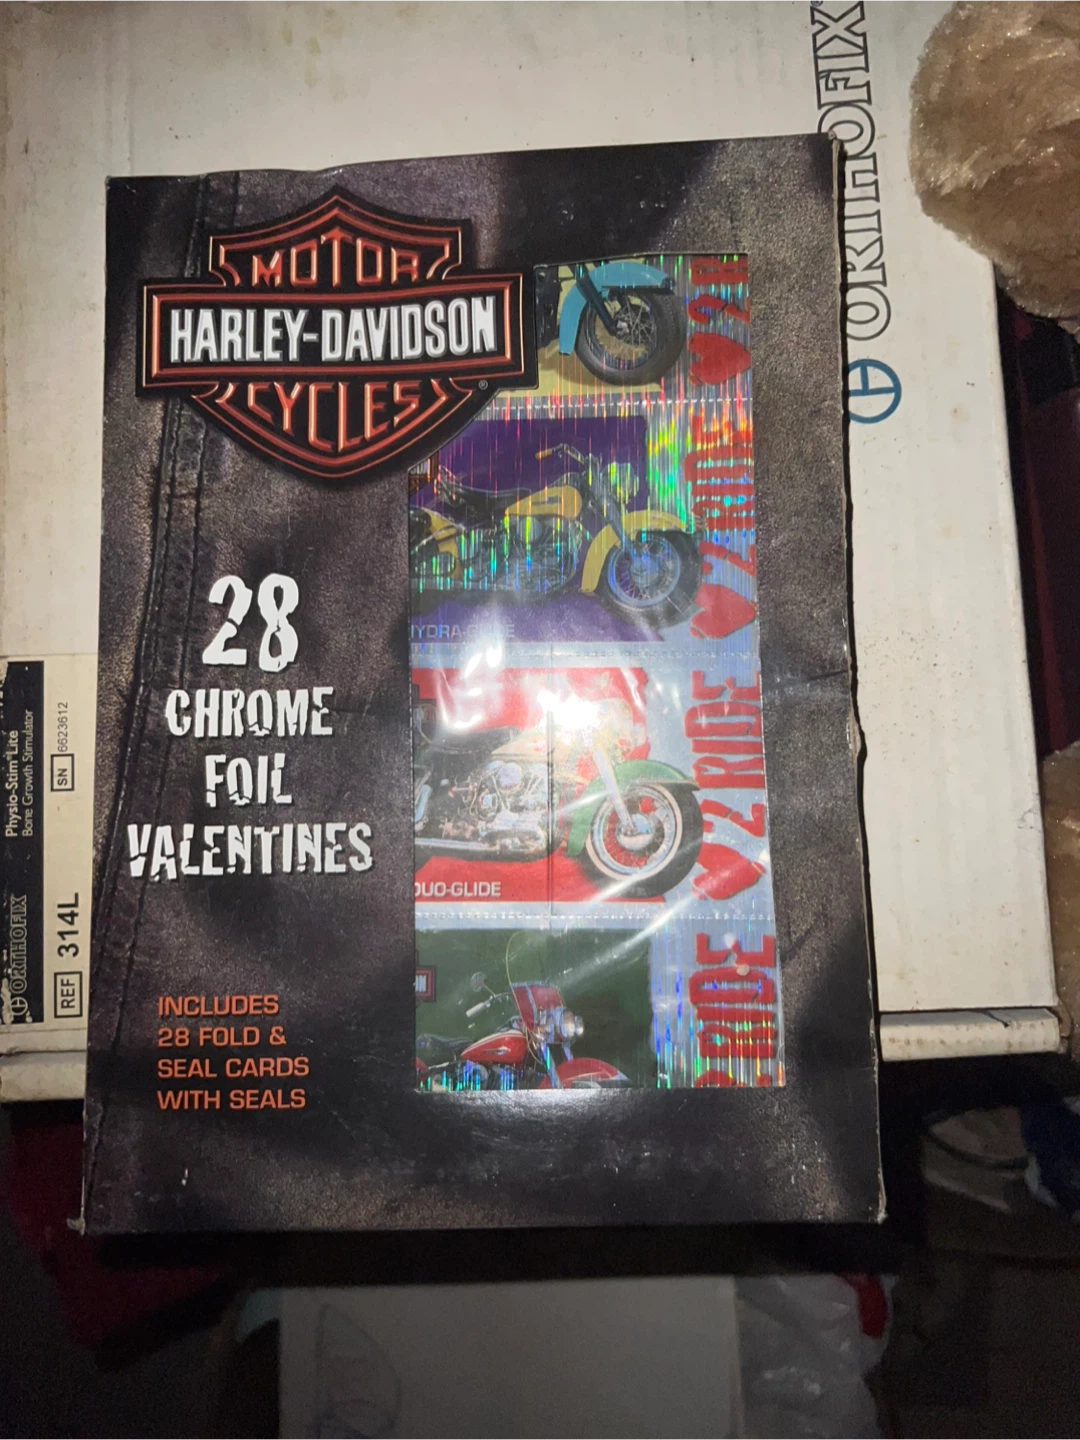 ORTHOFIX
MOTOR
HARLEY-DAVIDSON
CYCLES
®
28
CHROME
FOIL
VALENTINES
INCLUDES
28 FOLD &
SEAL CARDS
WITH SEALS
2 RIDE
2 RIDE
DUO-GLIDE
RIDE
Physio-Stim Lite
Bone Growth Stimulator
SN 6623612
ORTHOFIX
REF 314L